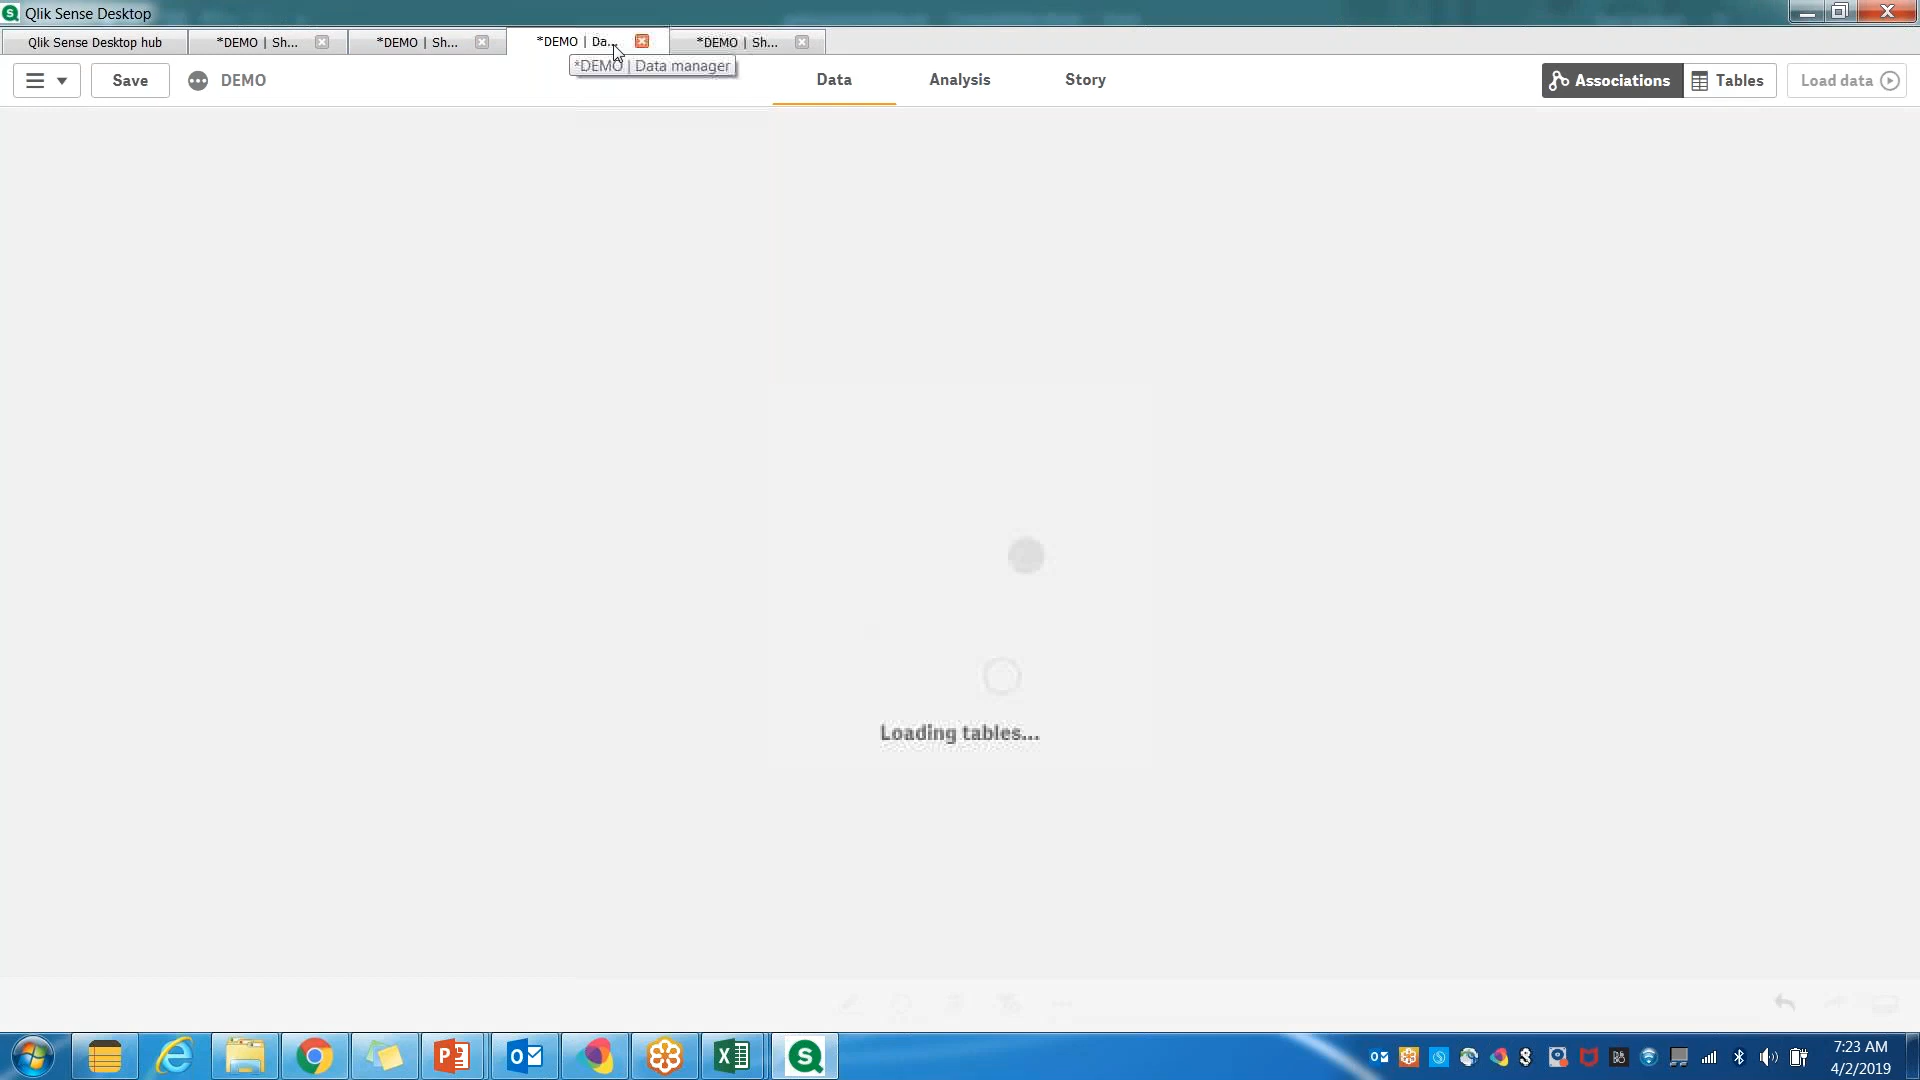 Qlik Sense Desktop
Qlik Sense Desktop hub
*DEMO | Sh...
*DEMO | Sh...
*DEMO | Da...
*DEMO | Sh...
*DEMO | Data manager
Save
DEMO
Data
Analysis
Story
Associations
Tables
Load data
Loading tables...
7:23 AM
4/2/2019